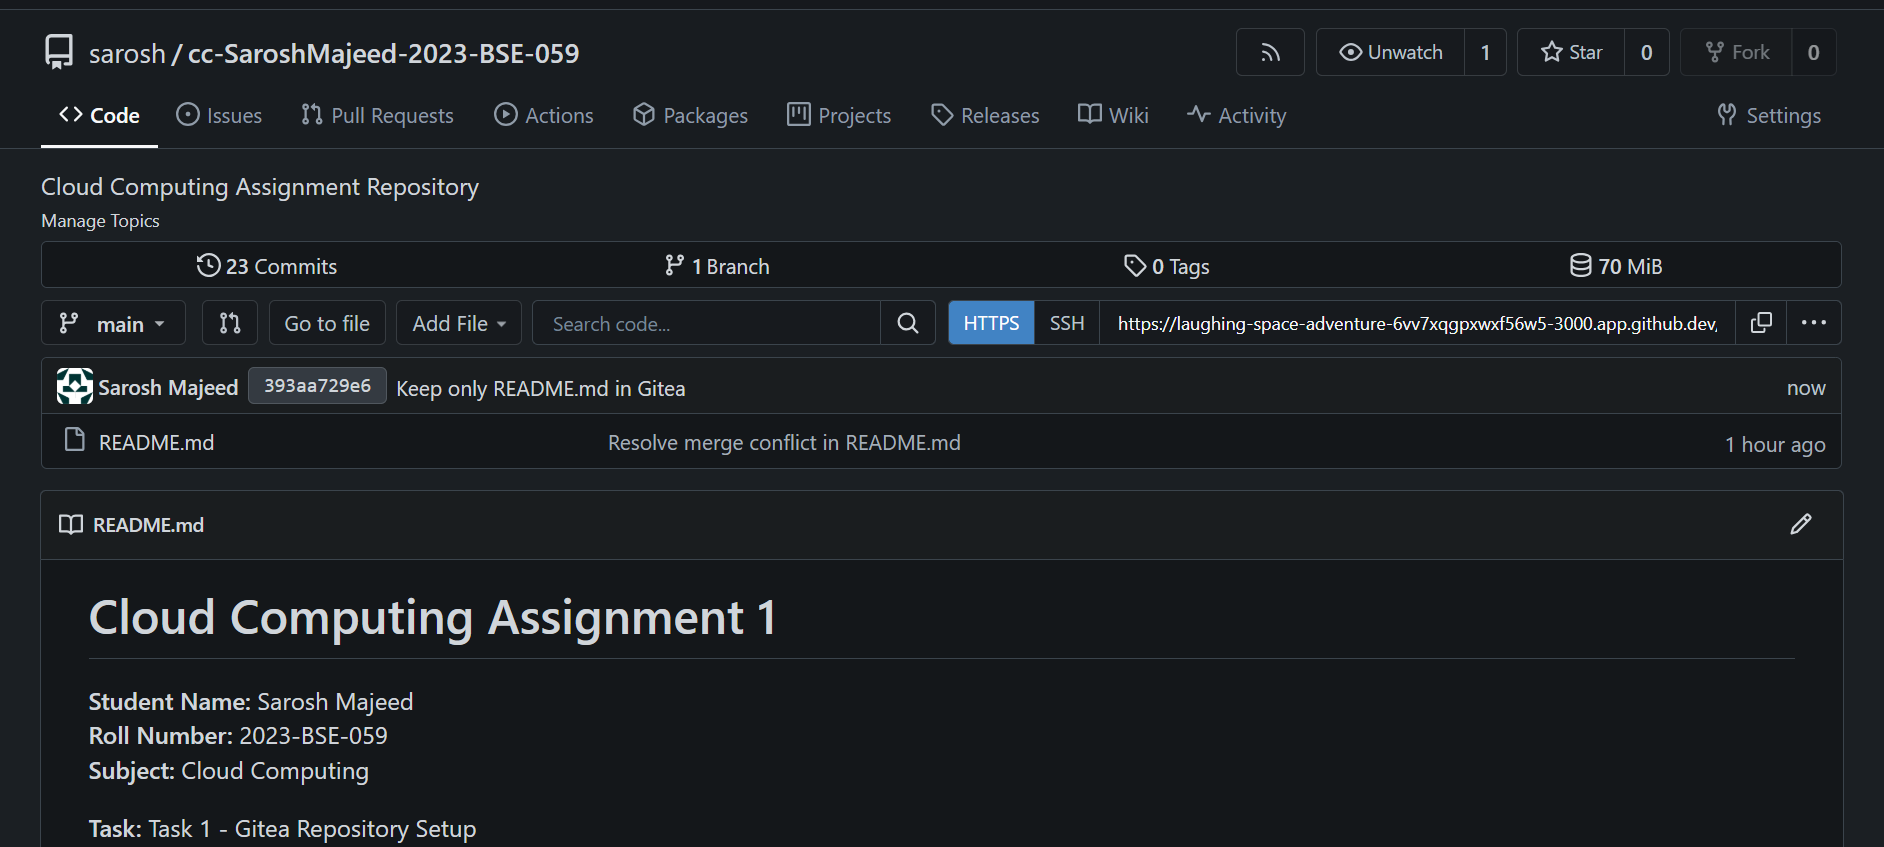 sarosh / cc-SaroshMajeed-2023-BSE-059
Unwatch 1 Star 0 Fork 0
Code Issues Pull Requests Actions Packages Projects Releases Wiki Activity Settings
Cloud Computing Assignment Repository
Manage Topics
23 Commits 1 Branch 0 Tags 70 MiB
main Go to file Add File Search code... HTTPS SSH https://laughing-space-adventure-6vv7xqgpxwxf56w5-3000.app.github.dev,
Sarosh Majeed 393aa729e6 Keep only README.md in Gitea now
README.md Resolve merge conflict in README.md 1 hour ago
README.md
Cloud Computing Assignment 1
Student Name: Sarosh Majeed
Roll Number: 2023-BSE-059
Subject: Cloud Computing
Task: Task 1 - Gitea Repository Setup